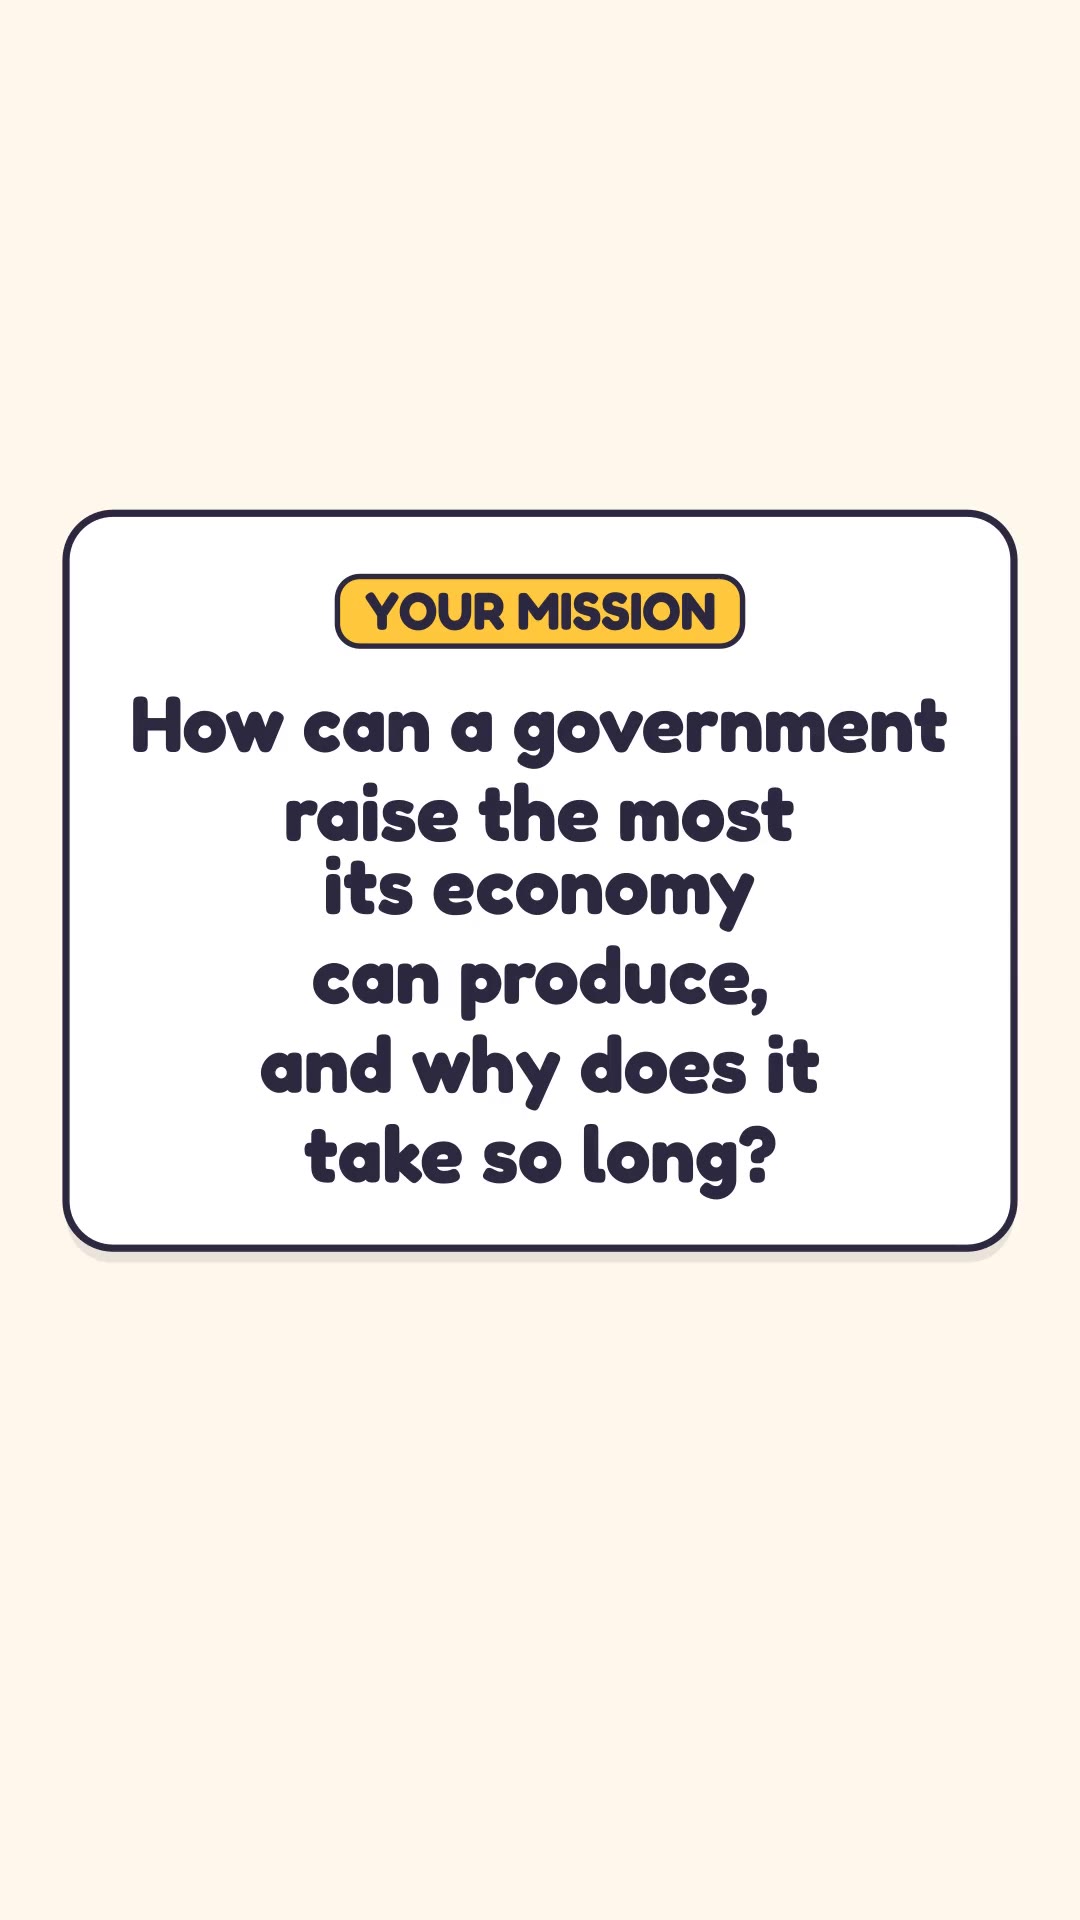 YOUR MISSION
How can a government
raise the most
its economy
can produce,
and why does it
take so long?